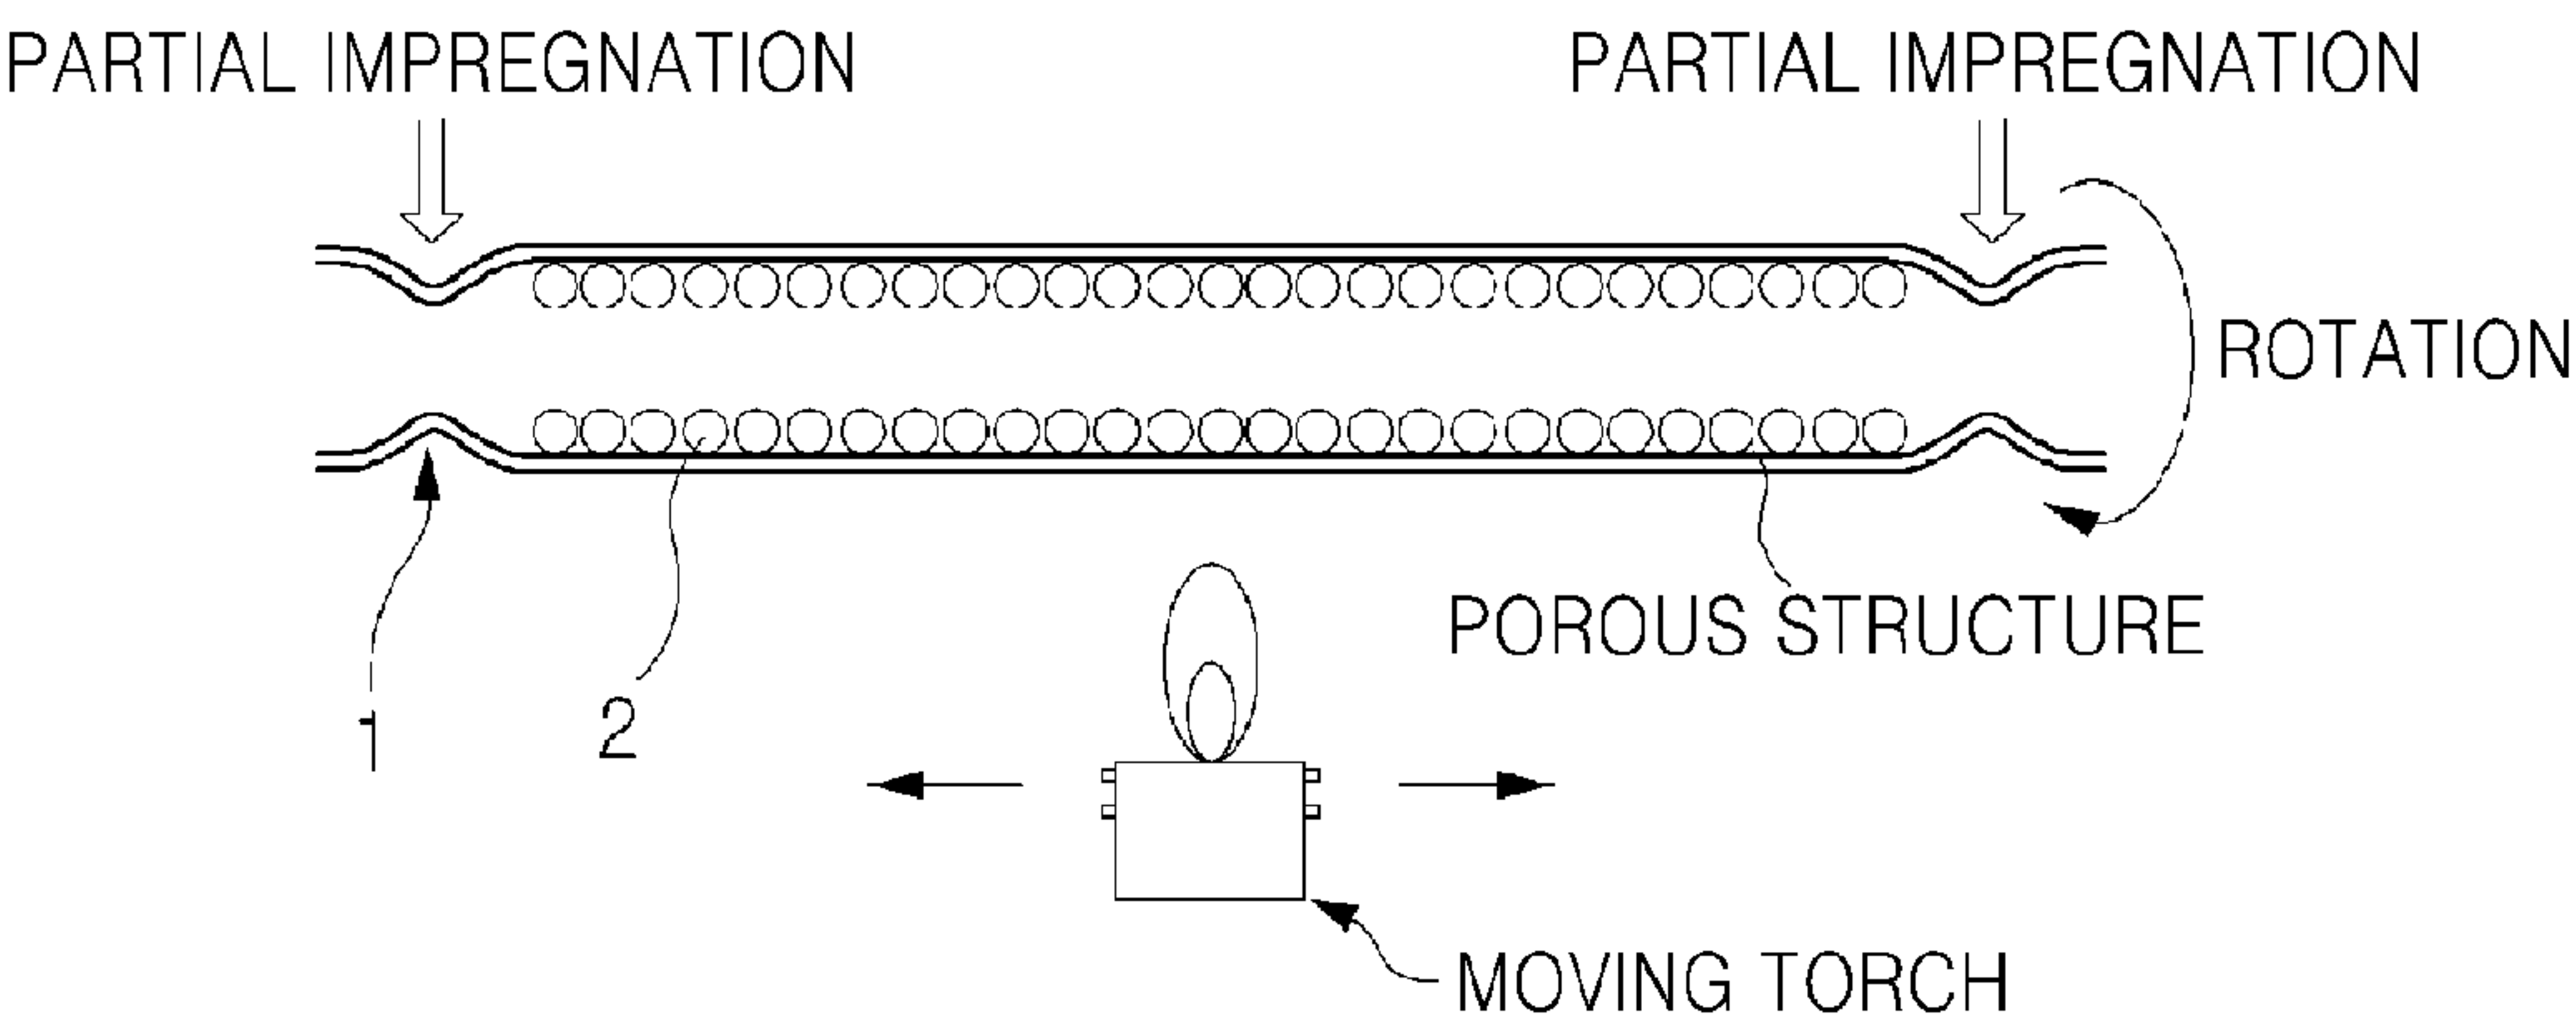 PARTIAL IMPREGNATION
PARTIAL IMPREGNATION
ROTATION
POROUS STRUCTURE
1
2
MOVING TORCH